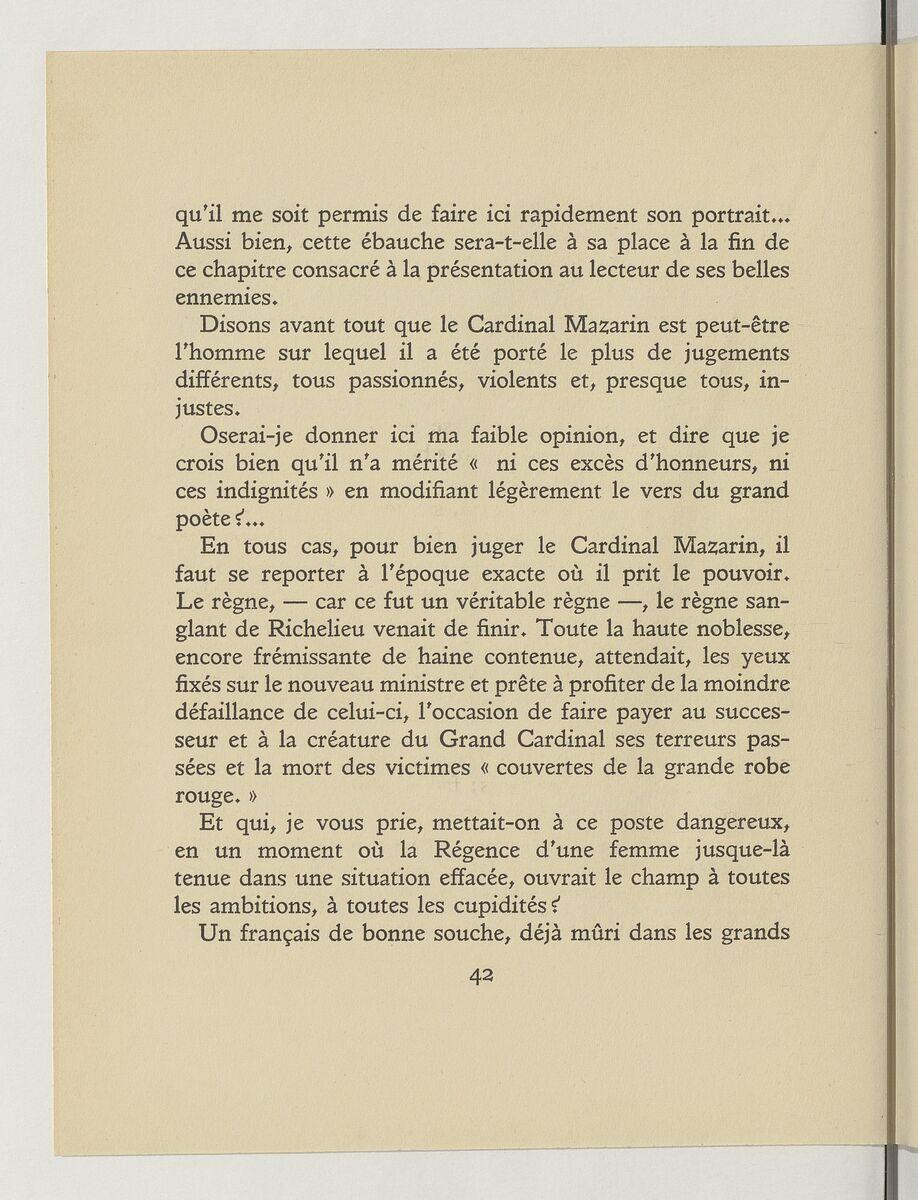 qu'il me soit permis de faire ici rapidement son portrait...
Aussi bien, cette ébauche sera-t-elle à sa place à la fin de
ce chapitre consacré à la présentation au lecteur de ses belles
ennemies.
Disons avant tout que le Cardinal Mazarin est peut-être
l'homme sur lequel il a été porté le plus de jugements
différents, tous passionnés, violents et, presque tous, in-
justes.
Oserai-je donner ici ma faible opinion, et dire que je
crois bien qu'il n'a mérité « ni ces excès d'honneurs, ni
ces indignités » en modifiant légèrement le vers du grand
poète ?...
En tous cas, pour bien juger le Cardinal Mazarin, il
faut se reporter à l'époque exacte où il prit le pouvoir.
Le règne, — car ce fut un véritable règne —, le règne san-
glant de Richelieu venait de finir. Toute la haute noblesse,
encore frémissante de haine contenue, attendait, les yeux
fixés sur le nouveau ministre et prête à profiter de la moindre
défaillance de celui-ci, l'occasion de faire payer au succes-
seur et à la créature du Grand Cardinal ses terreurs pas-
sées et la mort des victimes « couvertes de la grande robe
rouge. »
Et qui, je vous prie, mettait-on à ce poste dangereux,
en un moment où la Régence d'une femme jusque-là
tenue dans une situation effacée, ouvrait le champ à toutes
les ambitions, à toutes les cupidités ?
Un français de bonne souche, déjà mûri dans les grands
42